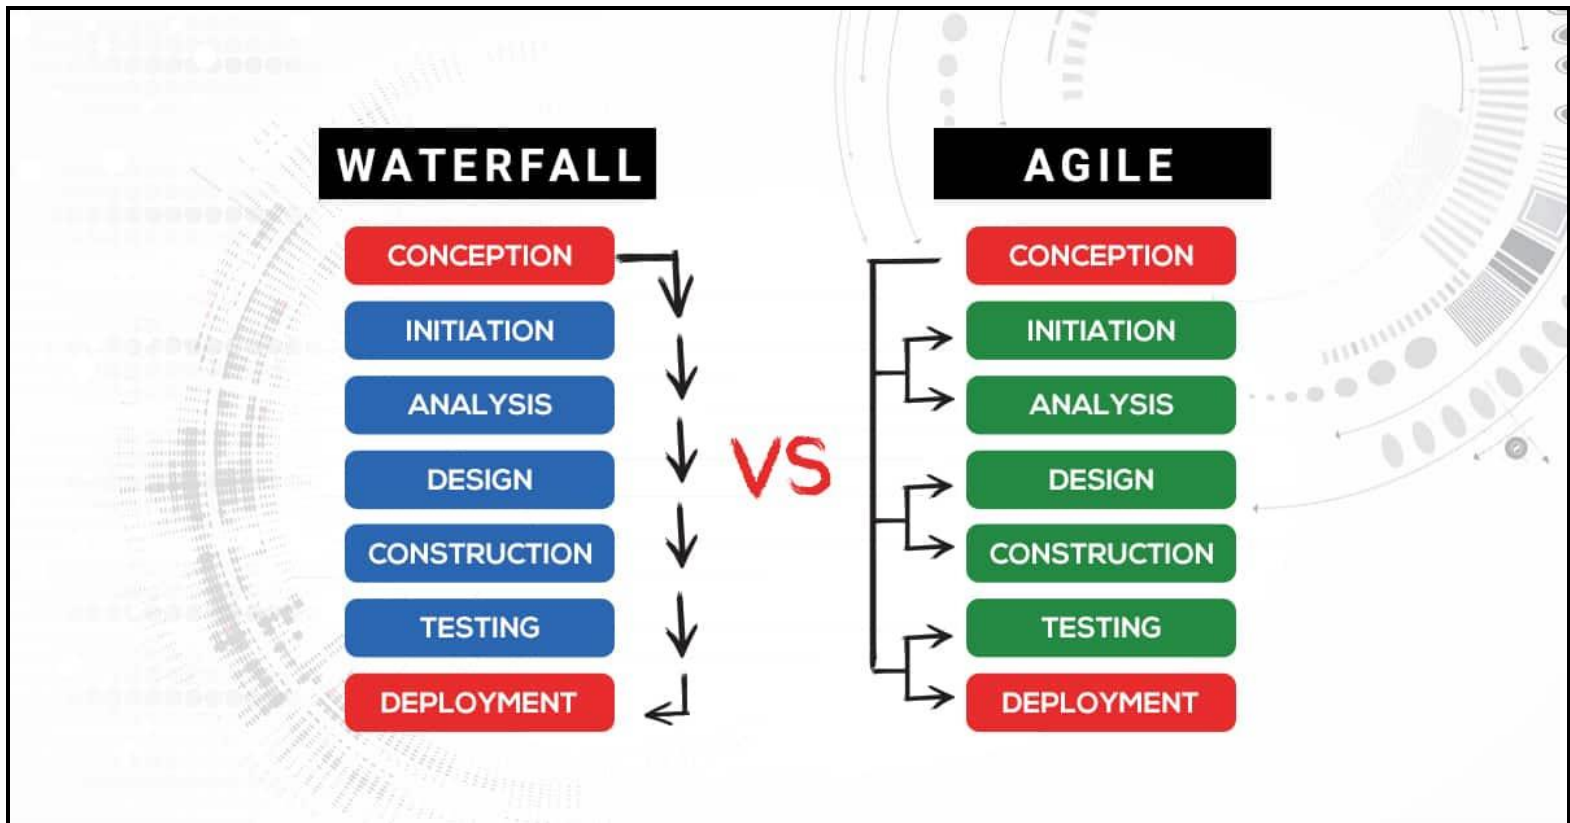 WATERFALL
CONCEPTION
INITIATION
ANALYSIS
DESIGN
CONSTRUCTION
TESTING
DEPLOYMENT
VS
AGILE
CONCEPTION
INITIATION
ANALYSIS
DESIGN
CONSTRUCTION
TESTING
DEPLOYMENT